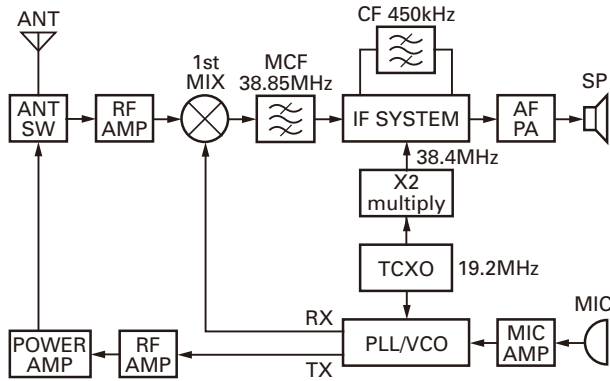 ANT
ANT
SW
RF
AMP
1st
MIX
MCF
38.85MHz
CF 450kHz
IF SYSTEM
AF
PA
SP
38.4MHz
X2
multiply
TCXO
19.2MHz
RX
TX
PLL/VCO
MIC
AMP
MIC
POWER
AMP
RF
AMP